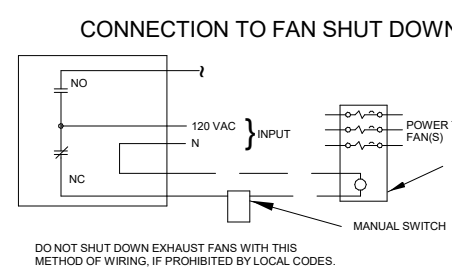 CONNECTION TO FAN SHUT DOWN
NO
120 VAC
N
INPUT
NC
POWER
FAN(S)
MANUAL SWITCH
DO NOT SHUT DOWN EXHAUST FANS WITH THIS
METHOD OF WIRING, IF PROHIBITED BY LOCAL CODES.